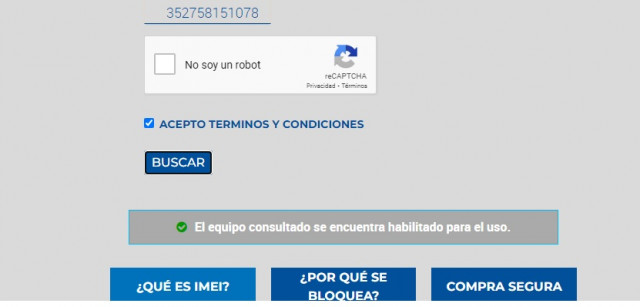 352758151078
No soy un robot
reCAPTCHA
Privacidad - Términos
ACEPTO TERMINOS Y CONDICIONES
BUSCAR
El equipo consultado se encuentra habilitado para el uso.
¿QUÉ ES IMEI?
¿POR QUÉ SE
BLOQUEA?
COMPRA SEGURA